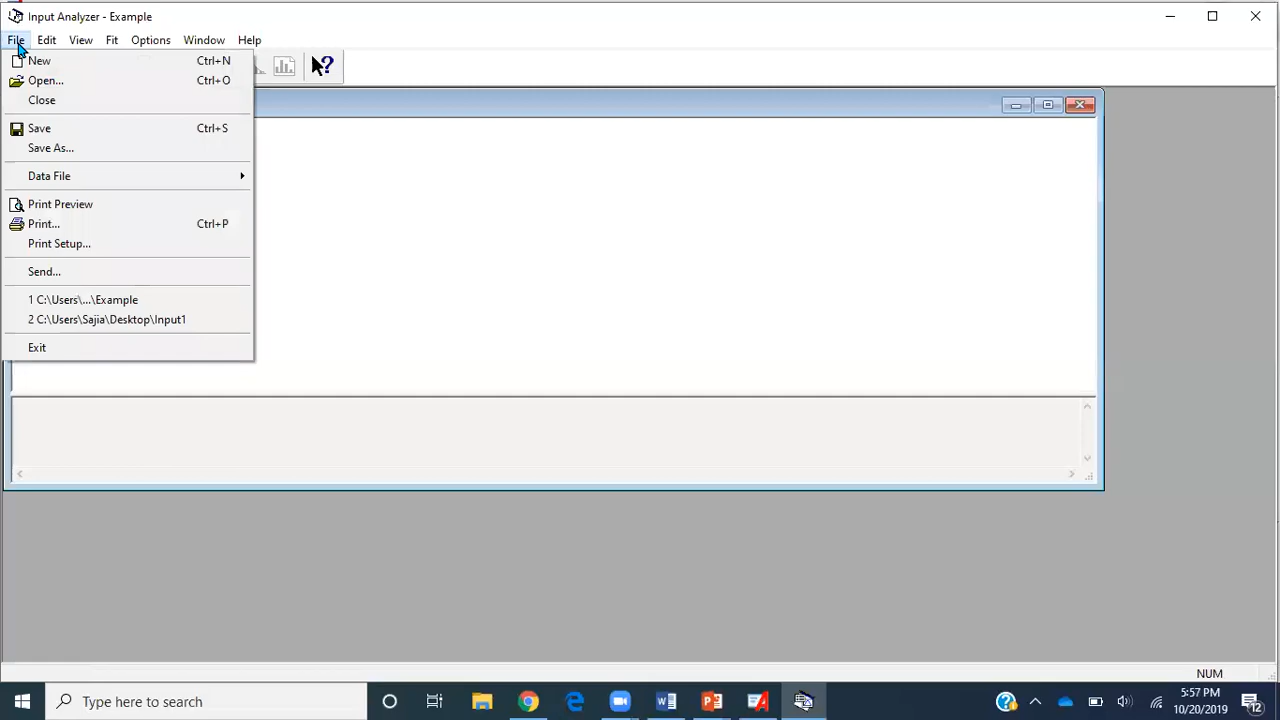 Input Analyzer - Example
File Edit View Fit Options Window Help
New Ctrl+N
Open... Ctrl+O
Close
Save Ctrl+S
Save As...
Data File
Print Preview
Print... Ctrl+P
Print Setup...
Send...
1 C:\Users\...\Example
2 C:\Users\Sajia\Desktop\Input1
Exit
NUM
Type here to search
5:57 PM
10/20/2019
12